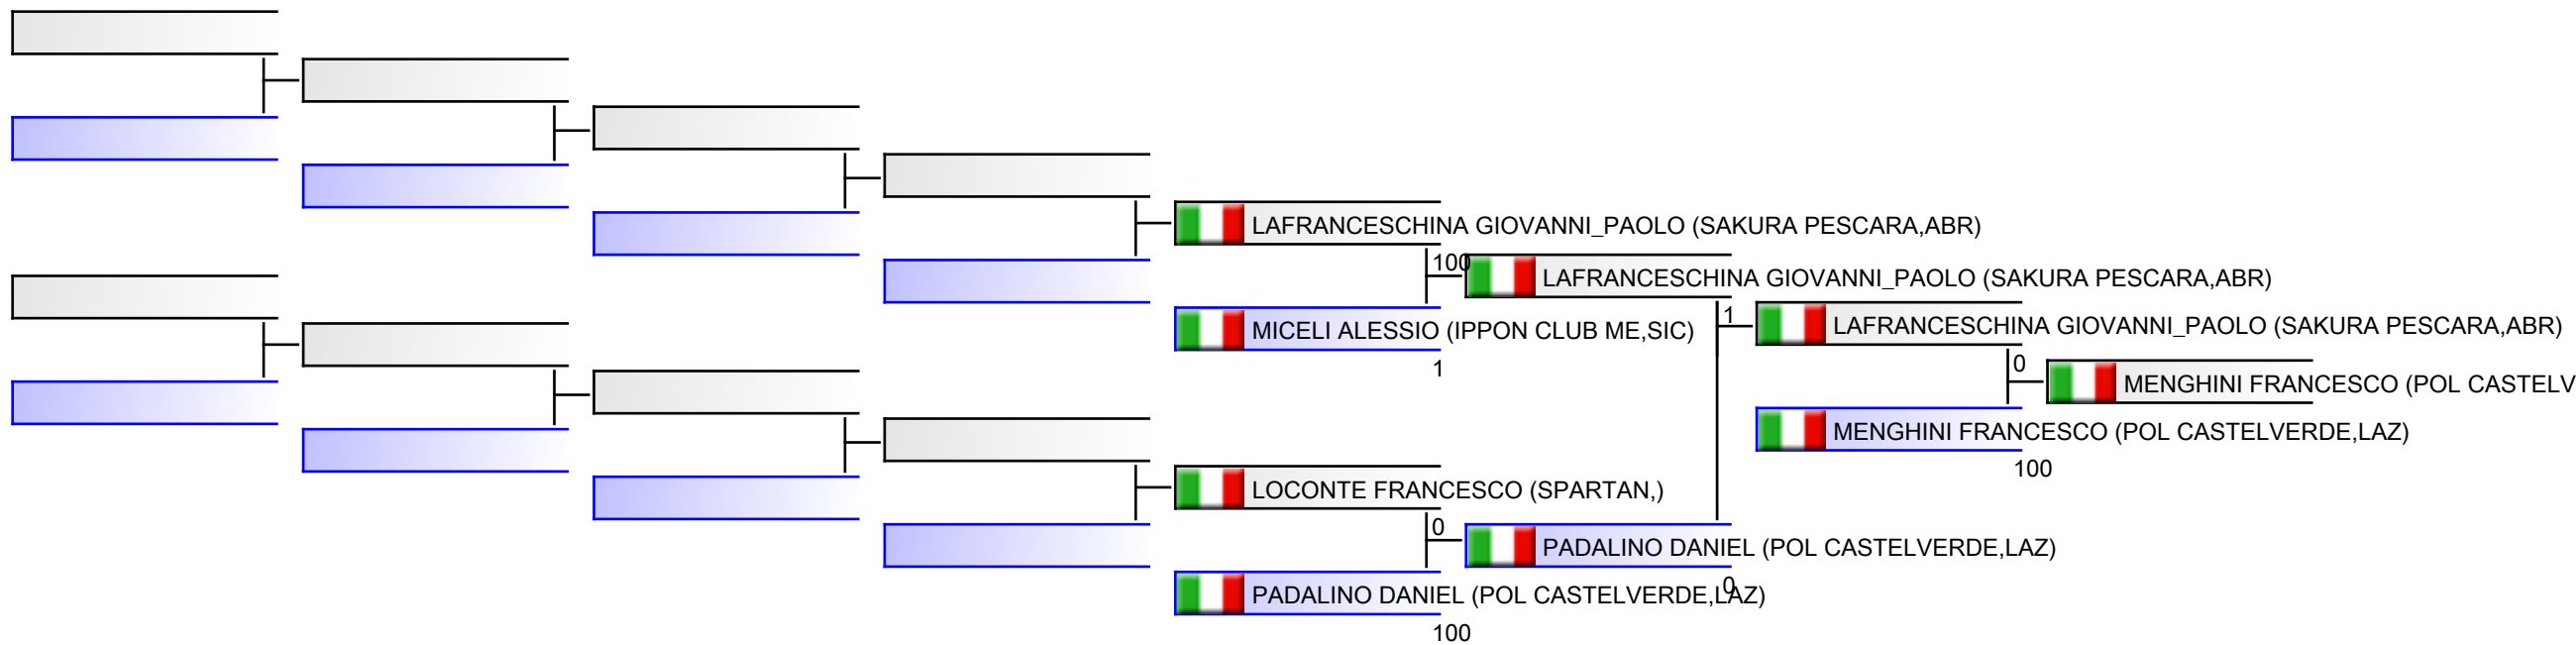 LAFRANCESCHINA GIOVANNI_PAOLO (SAKURA PESCARA,ABR)
100
LAFRANCESCHINA GIOVANNI_PAOLO (SAKURA PESCARA,ABR)
1
LAFRANCESCHINA GIOVANNI_PAOLO (SAKURA PESCARA,ABR)
MICELI ALESSIO (IPPON CLUB ME,SIC)
1
0
MENGHINI FRANCESCO (POL CASTELV
MENGHINI FRANCESCO (POL CASTELVERDE,LAZ)
100
LOCONTE FRANCESCO (SPARTAN,)
0
PADALINO DANIEL (POL CASTELVERDE,LAZ)
0
PADALINO DANIEL (POL CASTELVERDE,LAZ)
100